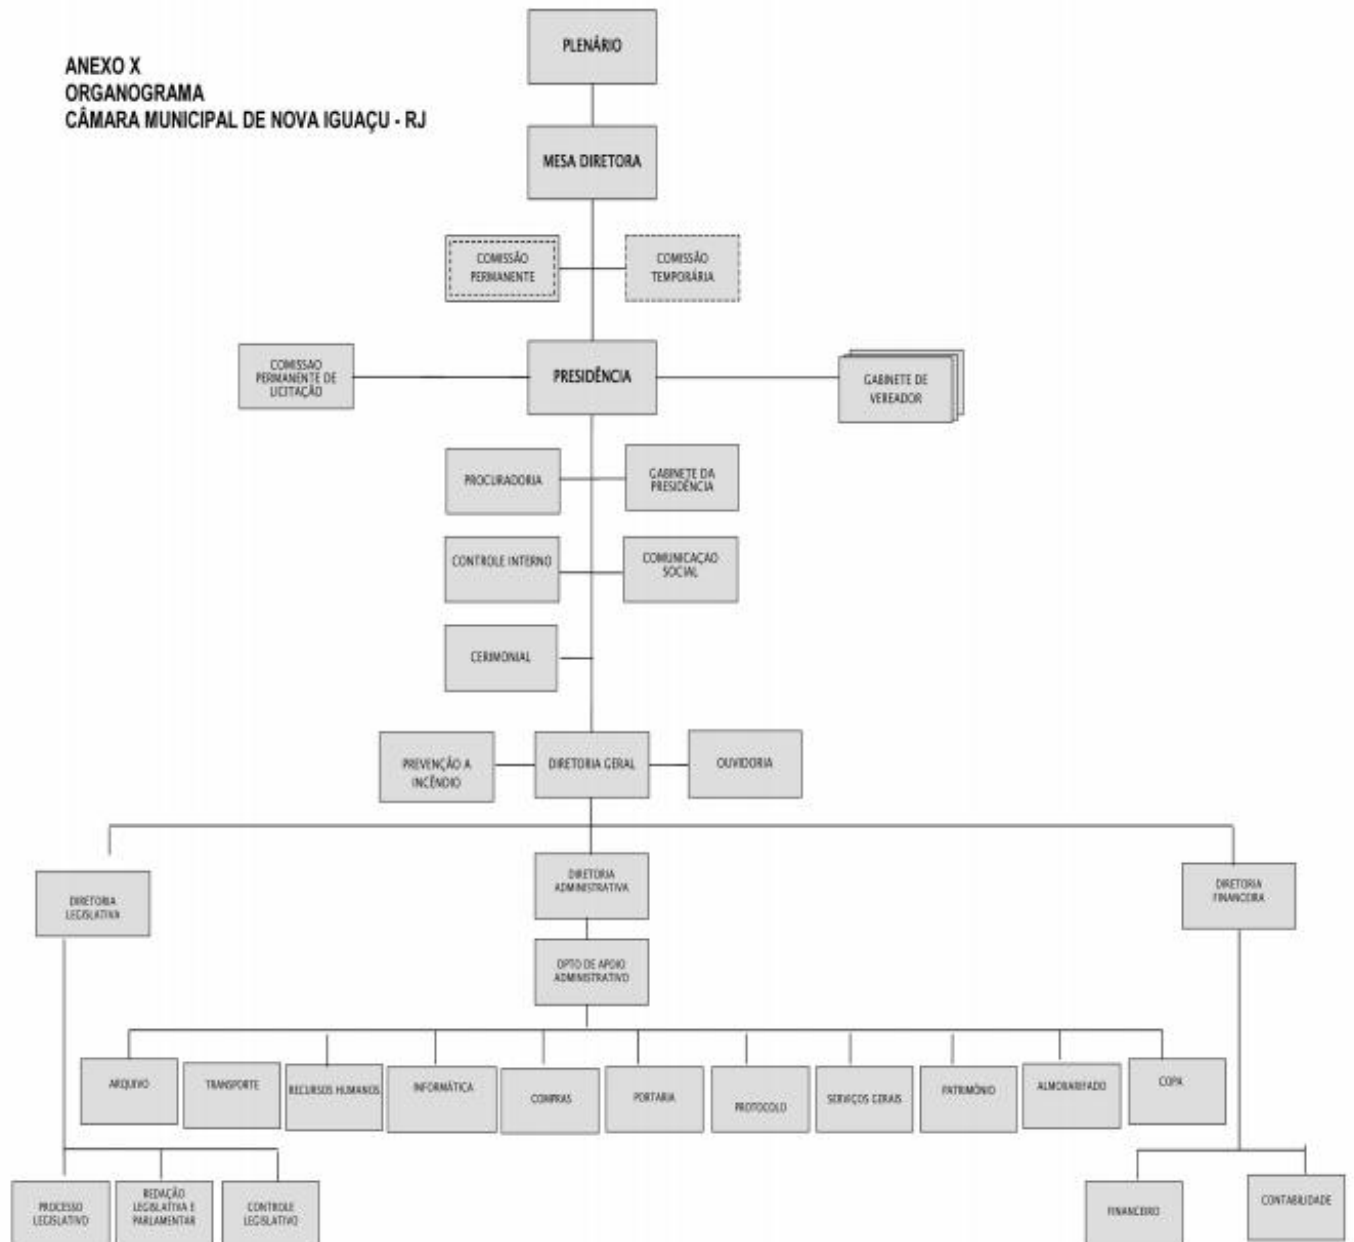 PLENÁRIO
ANEXO X
ORGANOGRAMA
CÂMARA MUNICIPAL DE NOVA IGUAÇU - RJ
MESA DIRETORA
COMISSÃO
PERMANENTE
COMISSÃO
TEMPORÁRIA
COMISSAO
PERMANENTE DE
LICITAÇÃO
PRESIDÊNCIA
GABINETE DE
VEREADOR
PROCURADORIA
GABINETE DA
PRESIDÊNCIA
CONTROLE INTERNO
COMUNICAÇÃO
SOCIAL
CERIMONIAL
PREVENÇÃO A
INCÊNDIO
DIRETORIA GERAL
OUVIDORIA
DIRETORIA
LEGISLATIVA
DIRETORIA
ADMINISTRATIVA
DIRETORIA
FINANCEIRA
DPTO DE APOIO
ADMINISTRATIVO
ARQUIVO
TRANSPORTE
RECURSOS HUMANOS
INFORMÁTICA
COMPRAS
PORTARIA
PROTOCOLO
SERVIÇOS GERAIS
PATRIMÔNIO
ALMOXARIFADO
COPA
PROCESSO
LEGISLATIVO
REDAÇÃO
LEGISLATIVA E
PARLAMENTAR
CONTROLE
LEGISLATIVO
FINANCEIRO
CONTABILIDADE